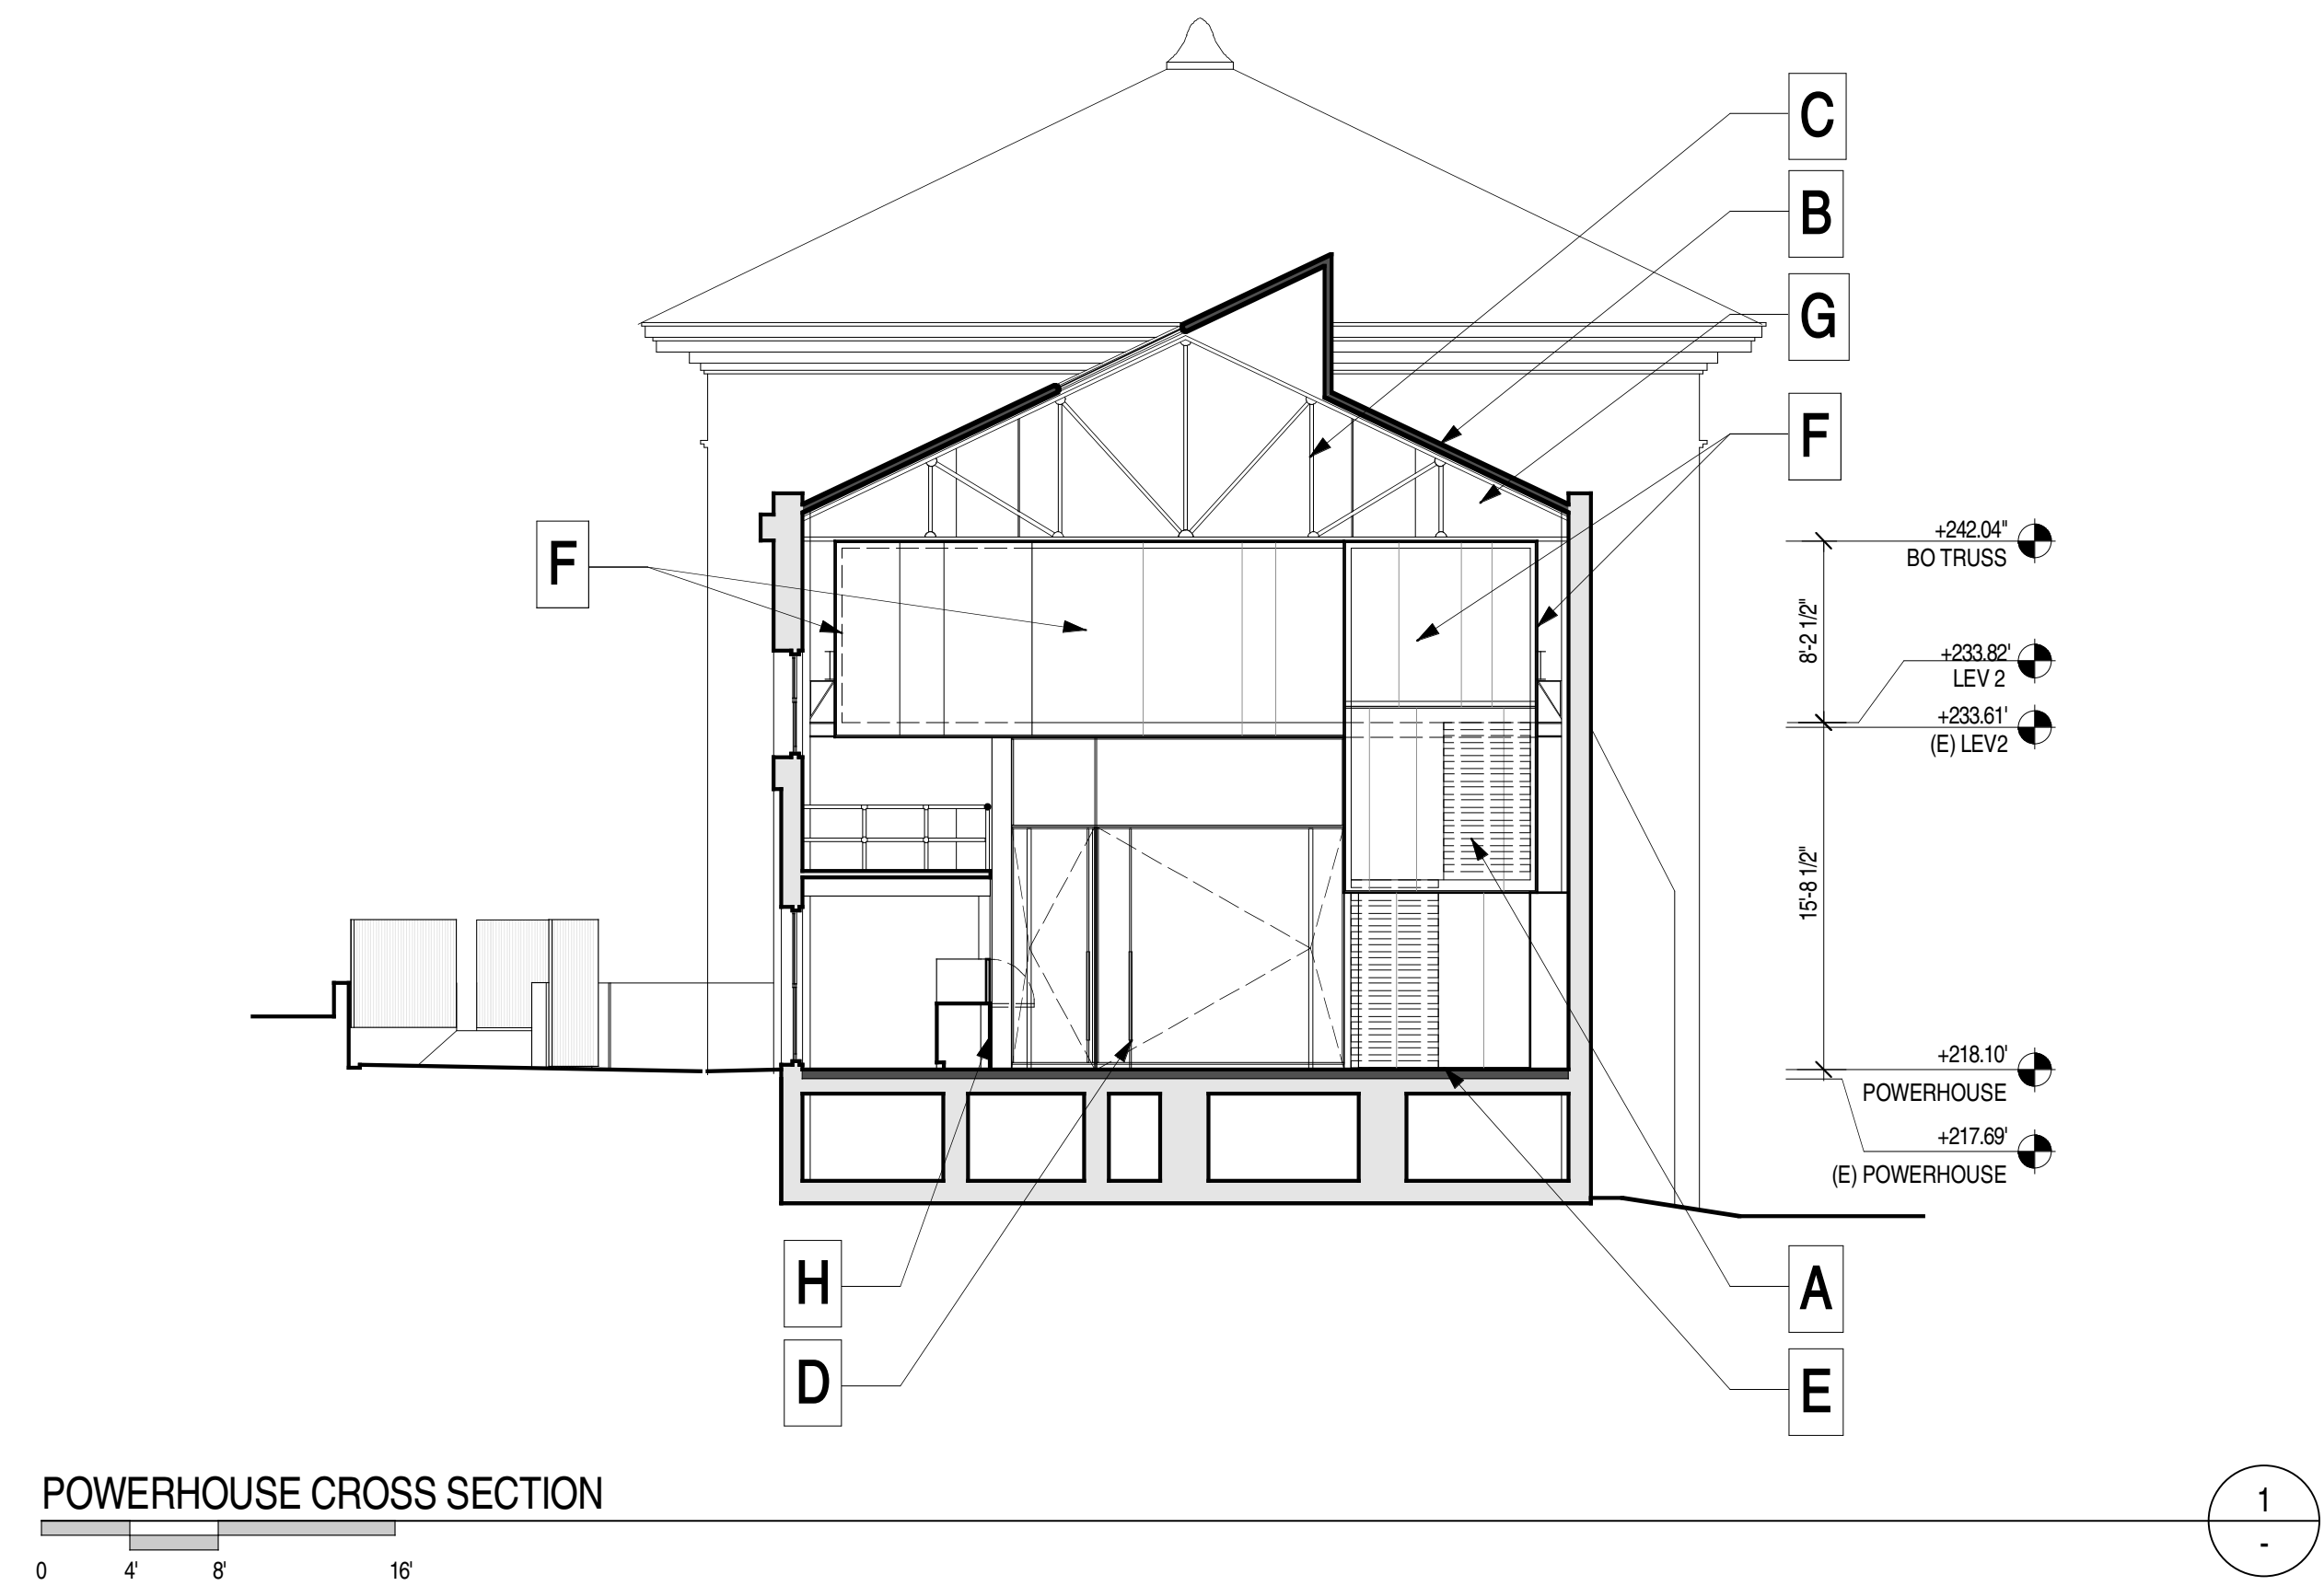 C
B
G
F
F
+242.04"
BO TRUSS
8'-2 1/2"
+233.82'
LEV 2
+233.61'
(E) LEV2
15'-8 1/2"
+218.10'
POWERHOUSE
+217.69'
(E) POWERHOUSE
H
A
D
E
POWERHOUSE CROSS SECTION
0 4' 8' 16'
1
-